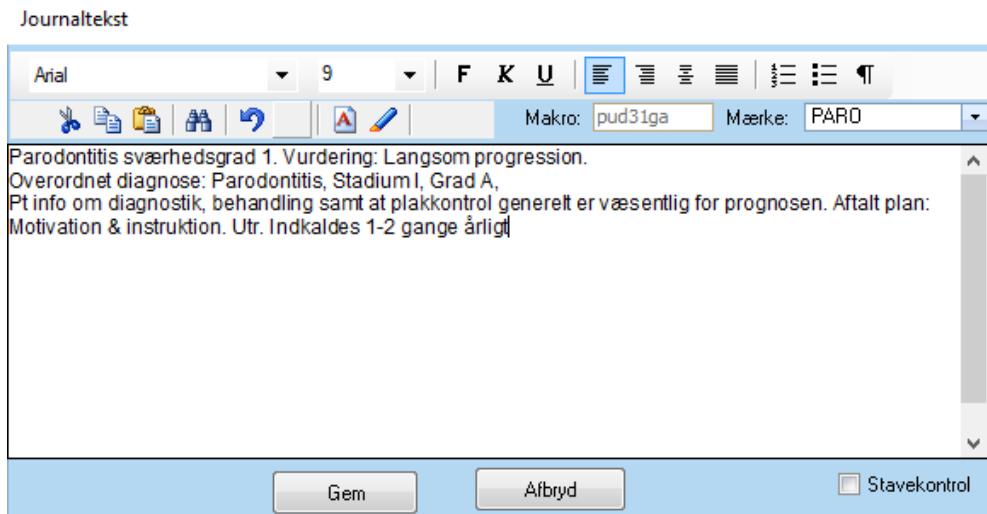 Journaltekst
Arial 9 F K U ¶
A Makro: pud31ga Mærke: PARO
Parodontitis sværhedsgrad 1. Vurdering: Langsom progression.
Overordnet diagnose: Parodontitis, Stadium I, Grad A,
Pt info om diagnostik, behandling samt at plakkontrol generelt er væsentlig for prognosen. Aftalt plan:
Motivation & instruktion. Utr. Indkaldes 1-2 gange årligt
Gem Afbryd Stavekontrol